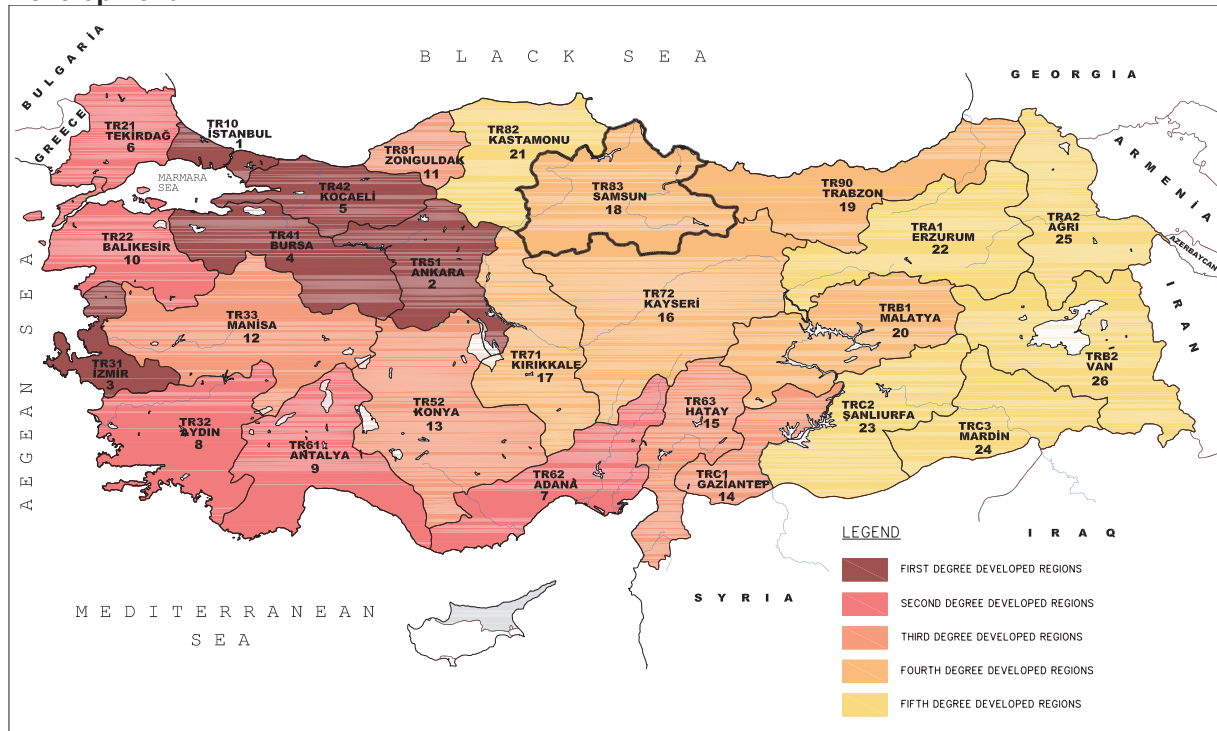 B L A C K   S E A
BULGARİA
GREECE
GEORGIA
ARMENIA
AZERBAYCAN
IRAN
AEGEAN SEA
MARMARA
SEA
TR21
TEKİRDAĞ
6
TR10
İSTANBUL
1
TR81
ZONGULDAK
11
TR82
KASTAMONU
21
TR42
KOCAELİ
5
TR83
SAMSUN
18
TR90
TRABZON
19
TRA1
ERZURUM
22
TRA2
AĞRI
25
TR22
BALIKESİR
10
TR41
BURSA
4
TR51
ANKARA
2
TR72
KAYSERİ
16
TRB1
MALATYA
20
TR33
MANİSA
12
TR31
İZMİR
3
TR71
KIRIKKALE
17
TRB2
VAN
26
TR52
KONYA
13
TR63
HATAY
15
TRC2
ŞANLIURFA
23
TRC3
MARDİN
24
TR32
AYDIN
8
TR61
ANTALYA
9
TR62
ADANA
7
TRC1
GAZİANTEP
14
MEDITERRANEAN
SEA
SYRIA
IRAQ
LEGEND
FIRST DEGREE DEVELOPED REGIONS
SECOND DEGREE DEVELOPED REGIONS
THIRD DEGREE DEVELOPED REGIONS
FOURTH DEGREE DEVELOPED REGIONS
FIFTH DEGREE DEVELOPED REGIONS